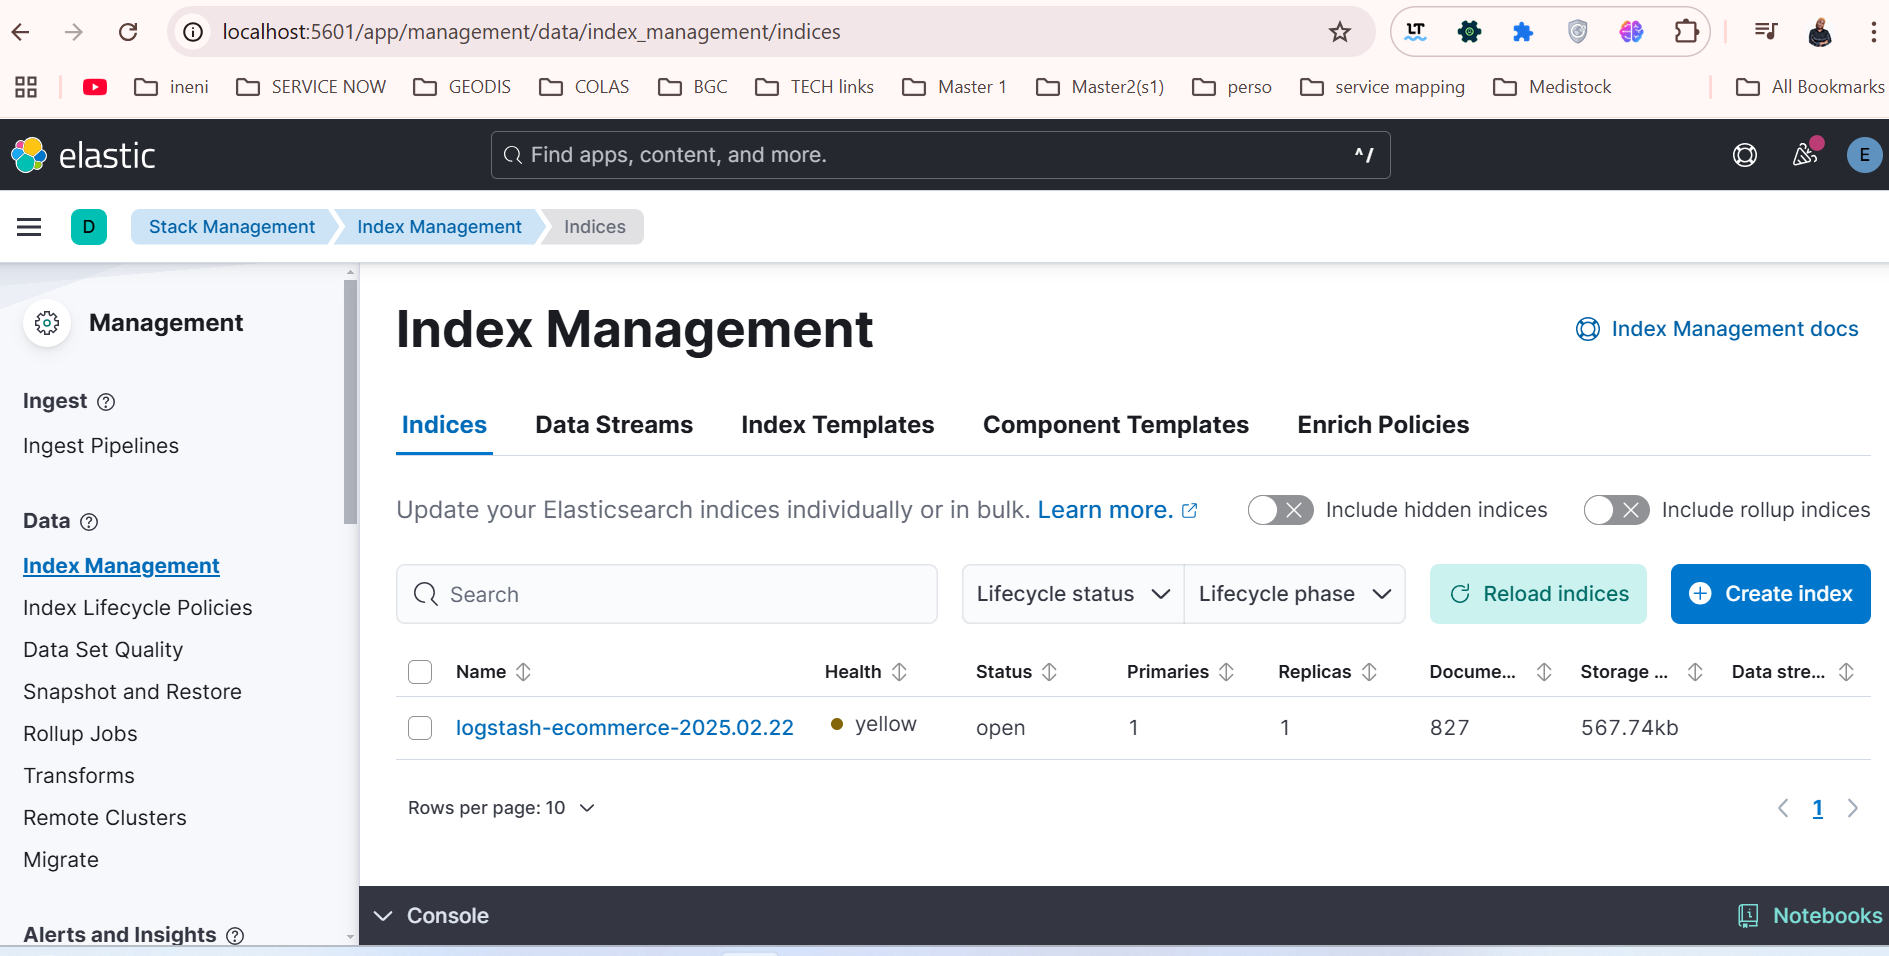 localhost:5601/app/management/data/index_management/indices
LT
ineni SERVICE NOW GEODIS COLAS BGC TECH links Master 1 Master2(s1) perso service mapping Medistock All Bookmarks
elastic Find apps, content, and more. ^/ E
D Stack Management Index Management Indices
Management
Ingest
Ingest Pipelines
Data
Index Management
Index Lifecycle Policies
Data Set Quality
Snapshot and Restore
Rollup Jobs
Transforms
Remote Clusters
Migrate
Alerts and Insights
Index Management
Index Management docs
Indices Data Streams Index Templates Component Templates Enrich Policies
Update your Elasticsearch indices individually or in bulk. Learn more. Include hidden indices Include rollup indices
Search Lifecycle status Lifecycle phase Reload indices Create index
Name Health Status Primaries Replicas Docume... Storage ... Data stre...
logstash-ecommerce-2025.02.22 yellow open 1 1 827 567.74kb
Rows per page: 10 1
Console Notebooks